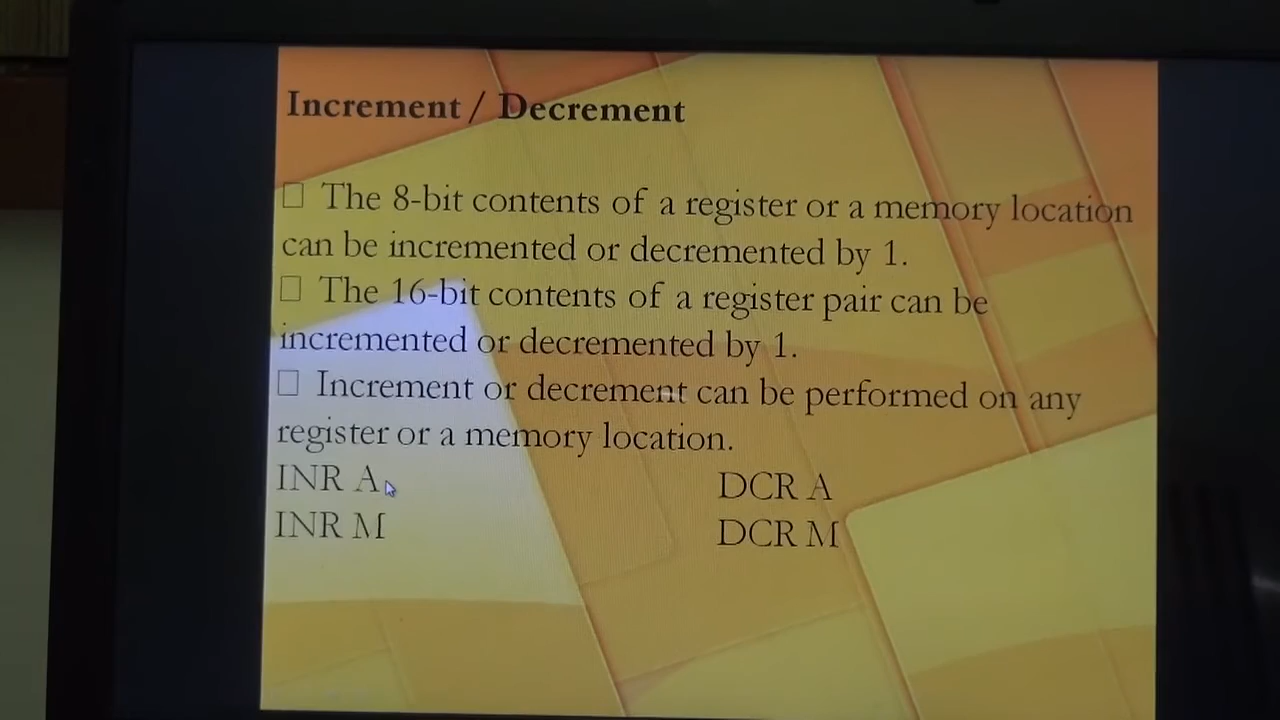 Increment / Decrement
□ The 8-bit contents of a register or a memory location
can be incremented or decremented by 1.
□ The 16-bit contents of a register pair can be
incremented or decremented by 1.
□ Increment or decrement can be performed on any
register or a memory location.
INR A DCR A
INR M DCR M